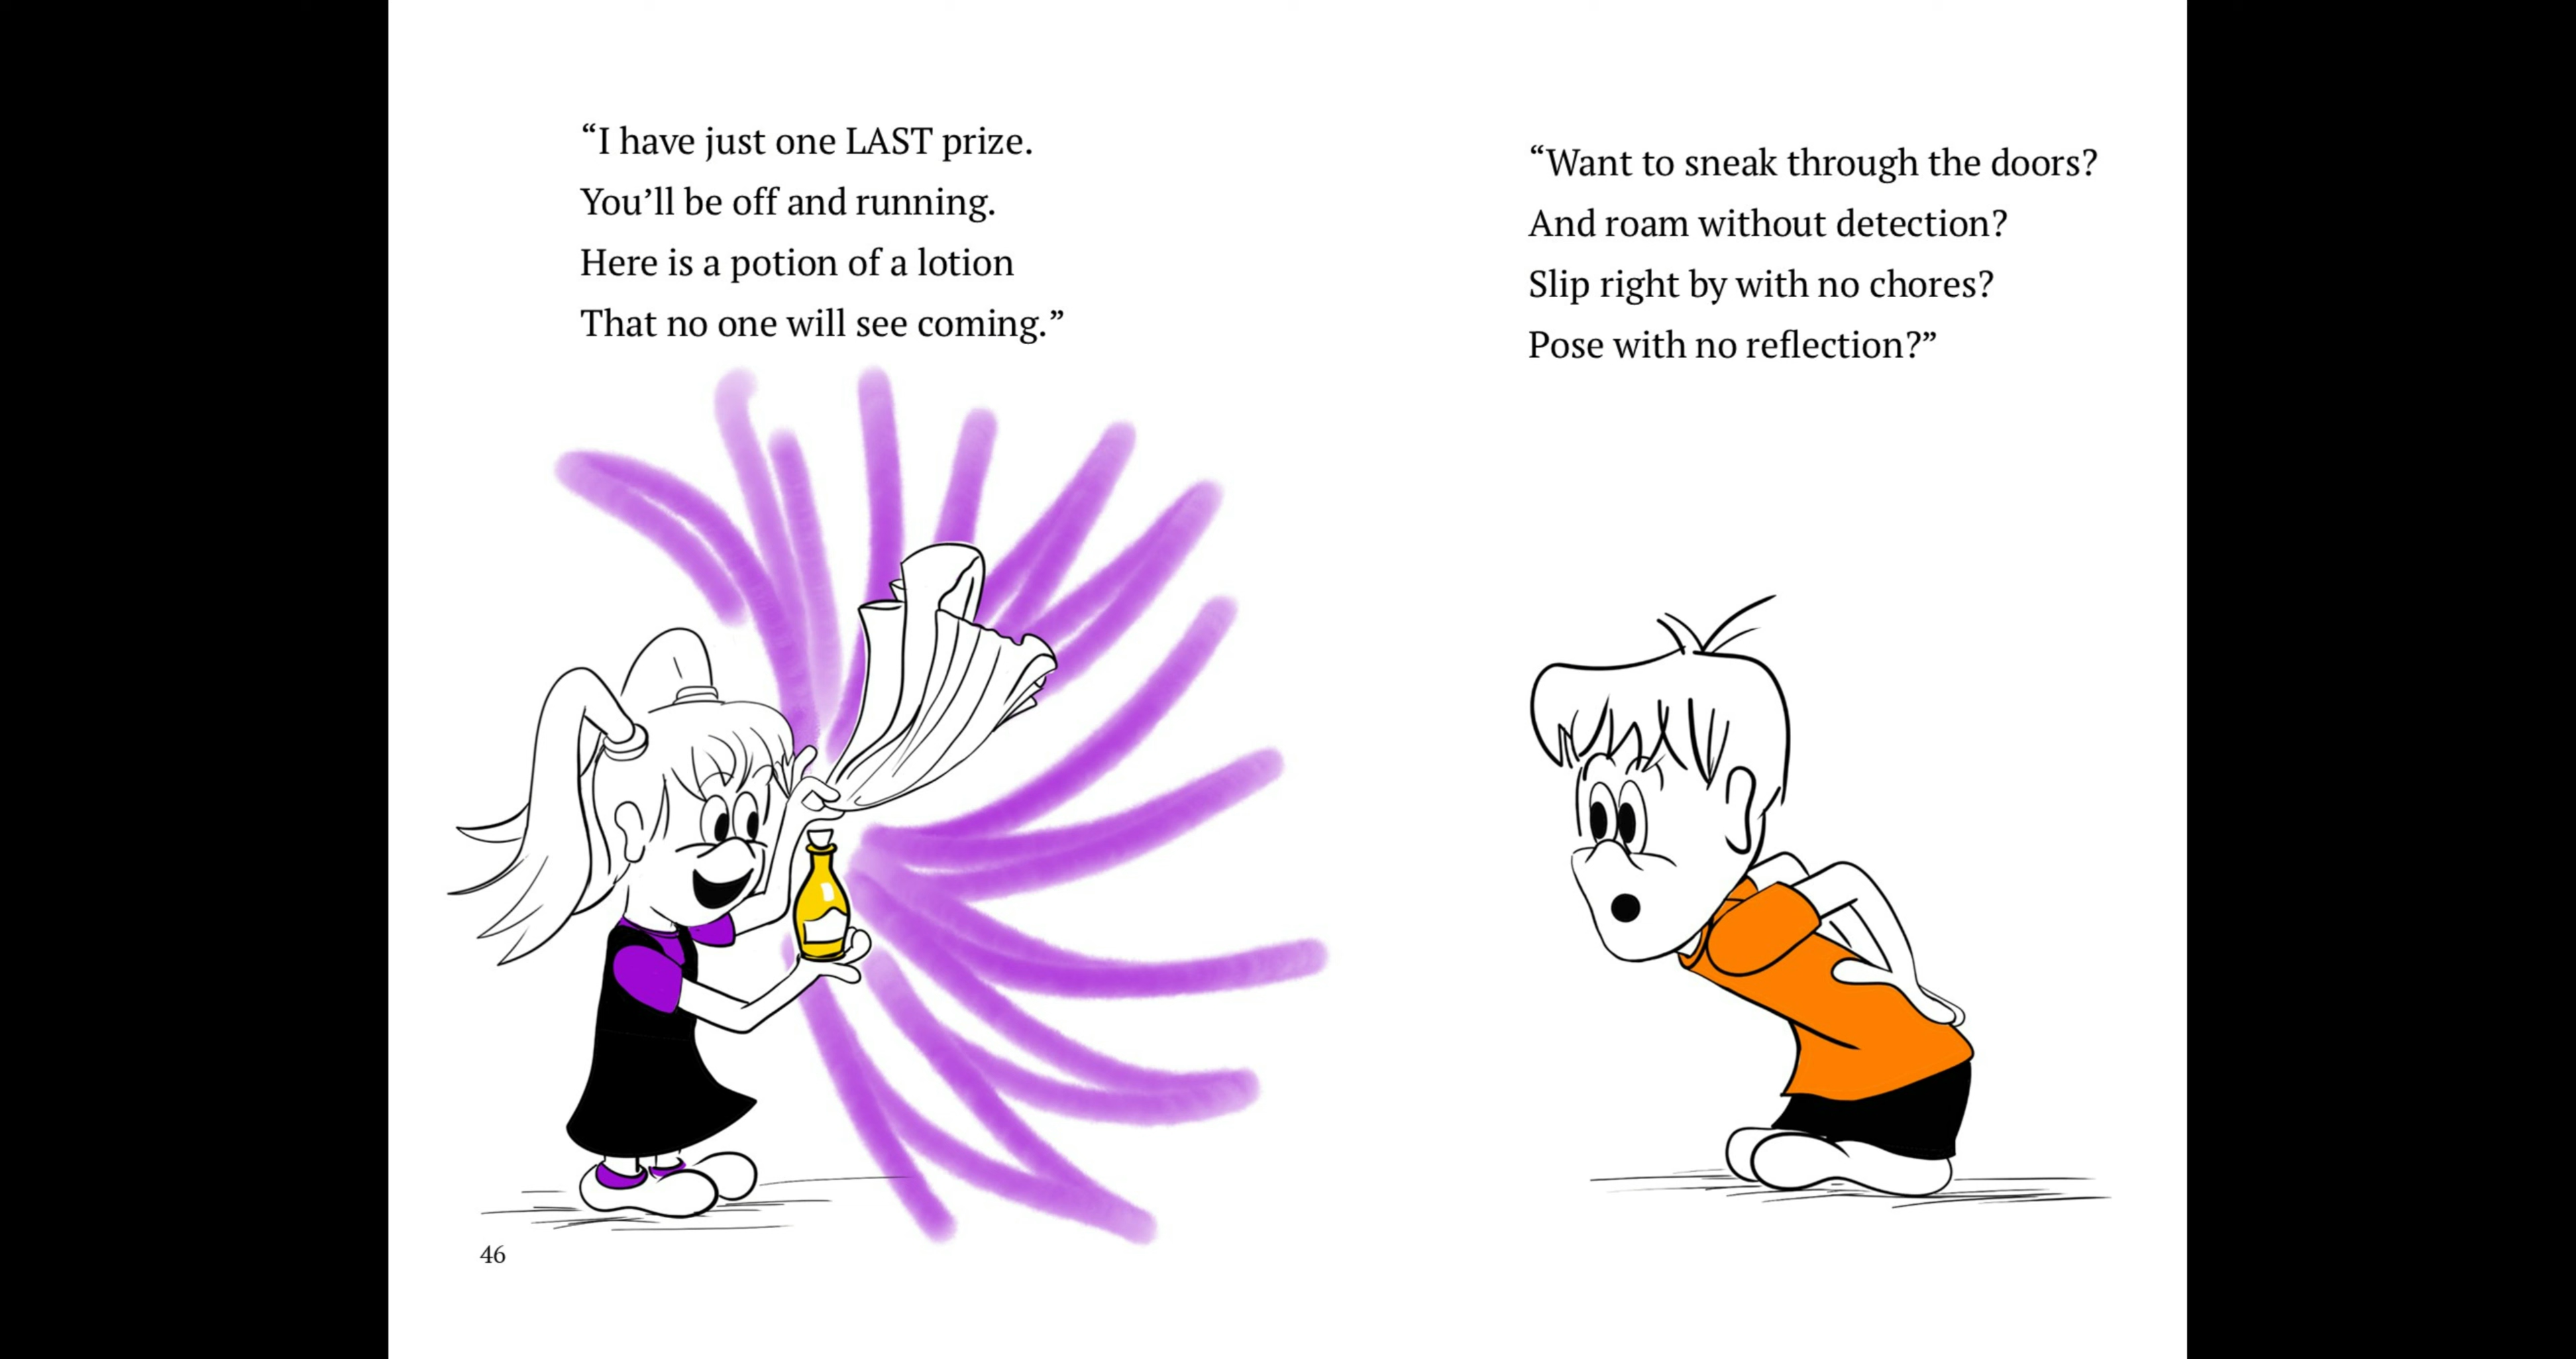 “I have just one LAST prize.
You’ll be off and running.
Here is a potion of a lotion
That no one will see coming.”
“Want to sneak through the doors?
And roam without detection?
Slip right by with no chores?
Pose with no reflection?”
46